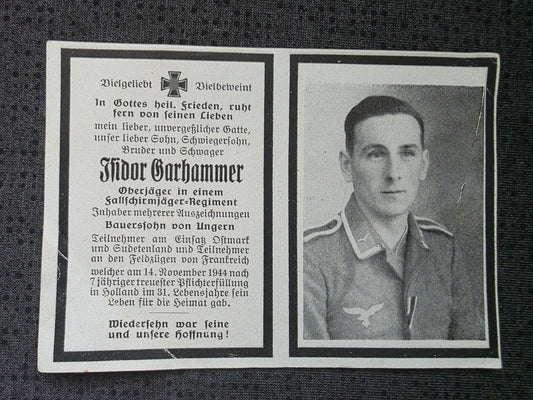 Vielgeliebt Vielbeweint
In Gottes heil. Frieden, ruht
fern von seinen Lieben
mein lieber, unvergeßlicher Gatte,
unser lieber Sohn, Schwiegersohn,
Bruder und Schwager
Isidor Garhammer
Oberjäger in einem
Fallschirmjäger-Regiment
Inhaber mehrerer Auszeichnungen
Bauerssohn von Ungern
Teilnehmer am Einsatz Ostmark
und Sudetenland und Teilnehmer
an den Feldzügen von Frankreich
welcher am 14. November 1944 nach
7 jähriger treuester Pflichterfüllung
in Holland im 31. Lebensjahre sein
Leben für die Heimat gab.
Wiedersehn war seine
und unsere Hoffnung!